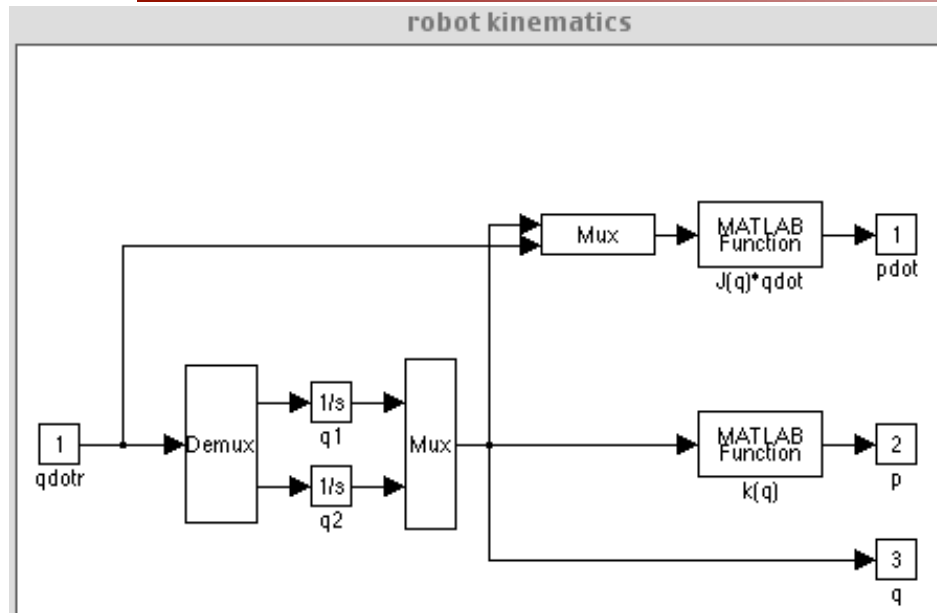 robot kinematics
Mux
MATLAB
Function
J(q)*qdot
1
pdot
1
qdotr
Demux
1/s
q1
1/s
q2
Mux
MATLAB
Function
k(q)
2
p
3
q